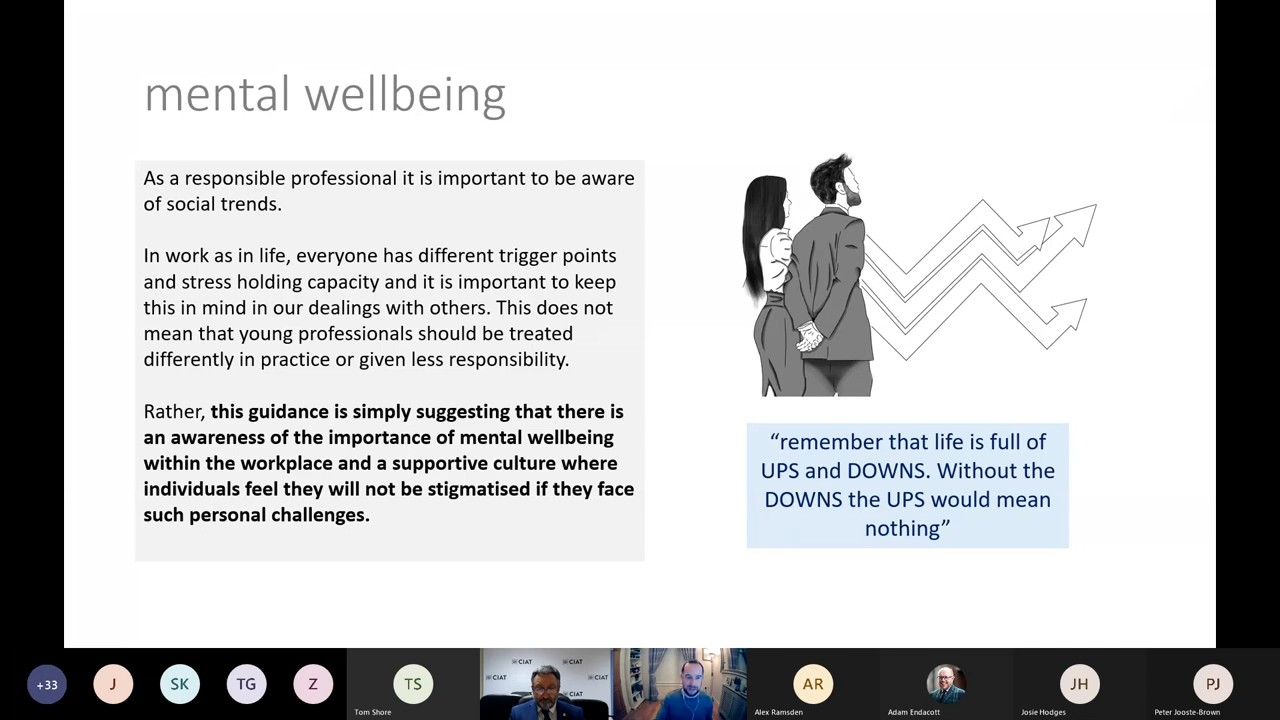 mental wellbeing
As a responsible professional it is important to be aware
of social trends.
In work as in life, everyone has different trigger points
and stress holding capacity and it is important to keep
this in mind in our dealings with others. This does not
mean that young professionals should be treated
differently in practice or given less responsibility.
Rather, this guidance is simply suggesting that there is
an awareness of the importance of mental wellbeing
within the workplace and a supportive culture where
individuals feel they will not be stigmatised if they face
such personal challenges.
“remember that life is full of
UPS and DOWNS. Without the
DOWNS the UPS would mean
nothing”
+33
J
SK
TG
Z
TS
Tom Shore
CIAT
CIAT
CIAT
CIAT
CIAT
AR
Alex Ramsden
Adam Endacott
JH
Josie Hodges
PJ
Peter Jooste-Brown